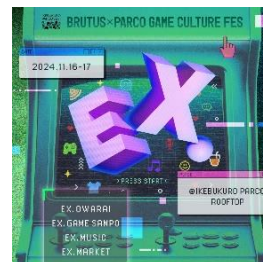 BRUTUS×PARCO GAME CULTURE FES
2024.11.16-17
EX.
>PRESS START<
@IKEBUKURO PARCO
ROOFTOP
EX.OWARAI
EX.GAME SAMPO
EX.MUSIC
EX.MARKET